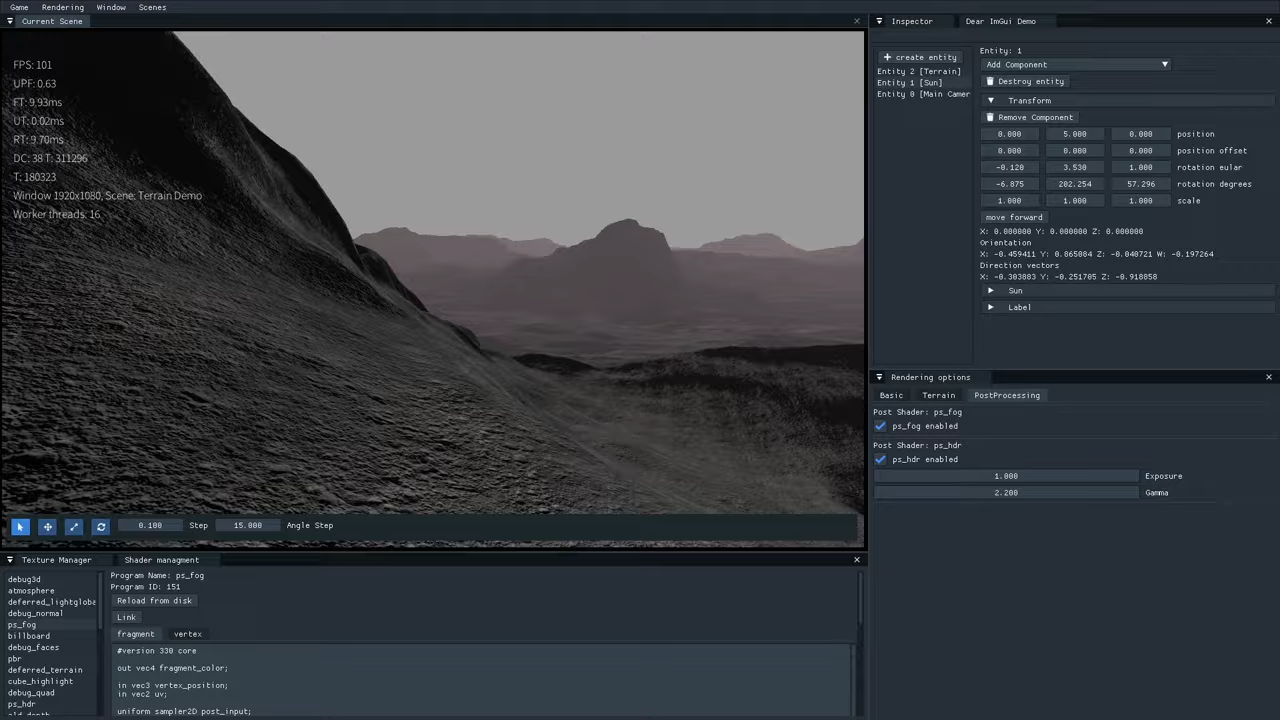 Game Rendering Window Scenes
Current Scene
FPS: 101
UPF: 0.63
FT: 9.93ms
UT: 0.02ms
RT: 9.70ms
DC: 38 T: 311296
T: 180323
Window 1920x1080, Scene: Terrain Demo
Worker threads: 16
0.100 Step 15.000 Angle Step
Inspector Dear ImGui Demo
create entity
Entity 2 [Terrain]
Entity 1 [Sun]
Entity 0 [Main Camer
Entity: 1
Add Component
Destroy entity
Transform
Remove Component
0.000 5.000 0.000 position
0.000 0.000 0.000 position offset
-0.120 3.530 1.000 rotation eular
-6.875 202.254 57.296 rotation degrees
1.000 1.000 1.000 scale
move forward
X: 0.000000 Y: 0.000000 Z: 0.000000
Orientation
X: -0.459411 Y: 0.865084 Z: -0.040721 W: -0.197264
Direction vectors
X: -0.303883 Y: -0.251705 Z: -0.918858
Sun
Label
Rendering options
Basic Terrain PostProcessing
Post Shader: ps_fog
ps_fog enabled
Post Shader: ps_hdr
ps_hdr enabled
1.000 Exposure
2.200 Gamma
Texture Manager Shader managment
debug3d
atmosphere
deferred_lightgloba
debug_normal
ps_fog
billboard
debug_faces
pbr
deferred_terrain
cube_highlight
debug_quad
ps_hdr
Program Name: ps_fog
Program ID: 151
Reload from disk
Link
fragment vertex
#version 330 core
out vec4 fragment_color;
in vec3 vertex_position;
in vec2 uv;
uniform sampler2D post_input;